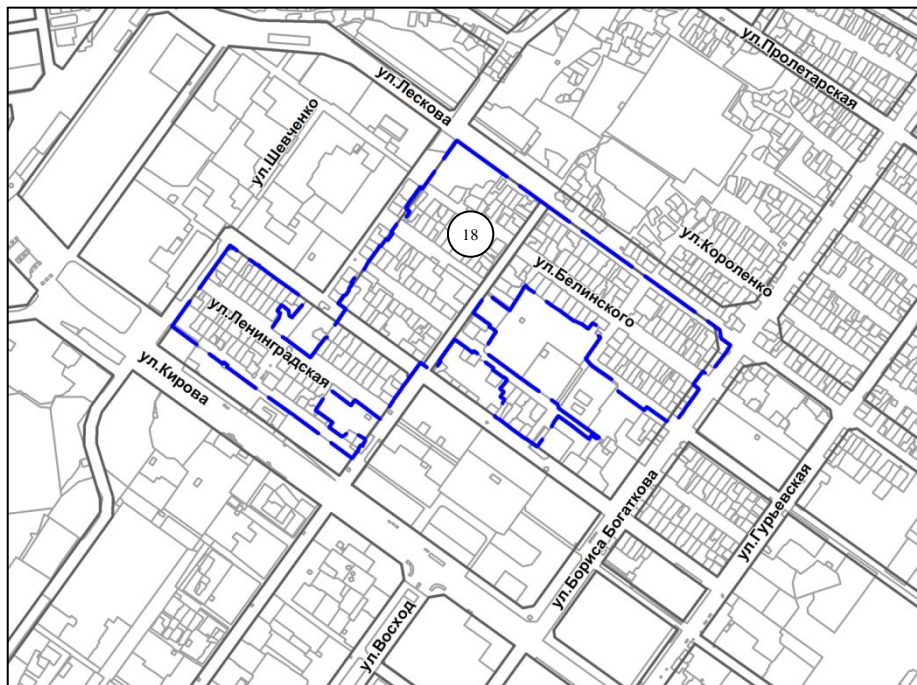 ул.Пролетарская
ул.Лескова
ул.Шевченко
18
ул.Короленко
ул.Белинского
ул.Ленинградская
ул.Кирова
ул.Бориса Богаткова
ул.Гурьевская
ул.Восход